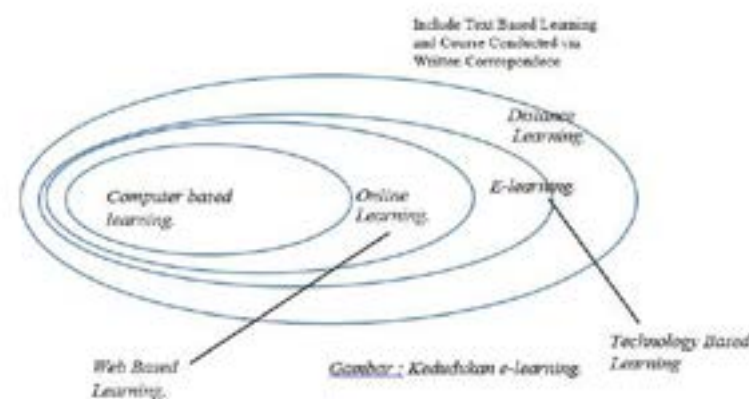 Include Text Based Learning
and Course Conducted via
Written Correspondece
Distance
Learning
E-learning.
Computer based
learning.
Online
Learning.
Technology Based
Learning
Web Based
Learning.
Gambar : Kedudukan e-learning.